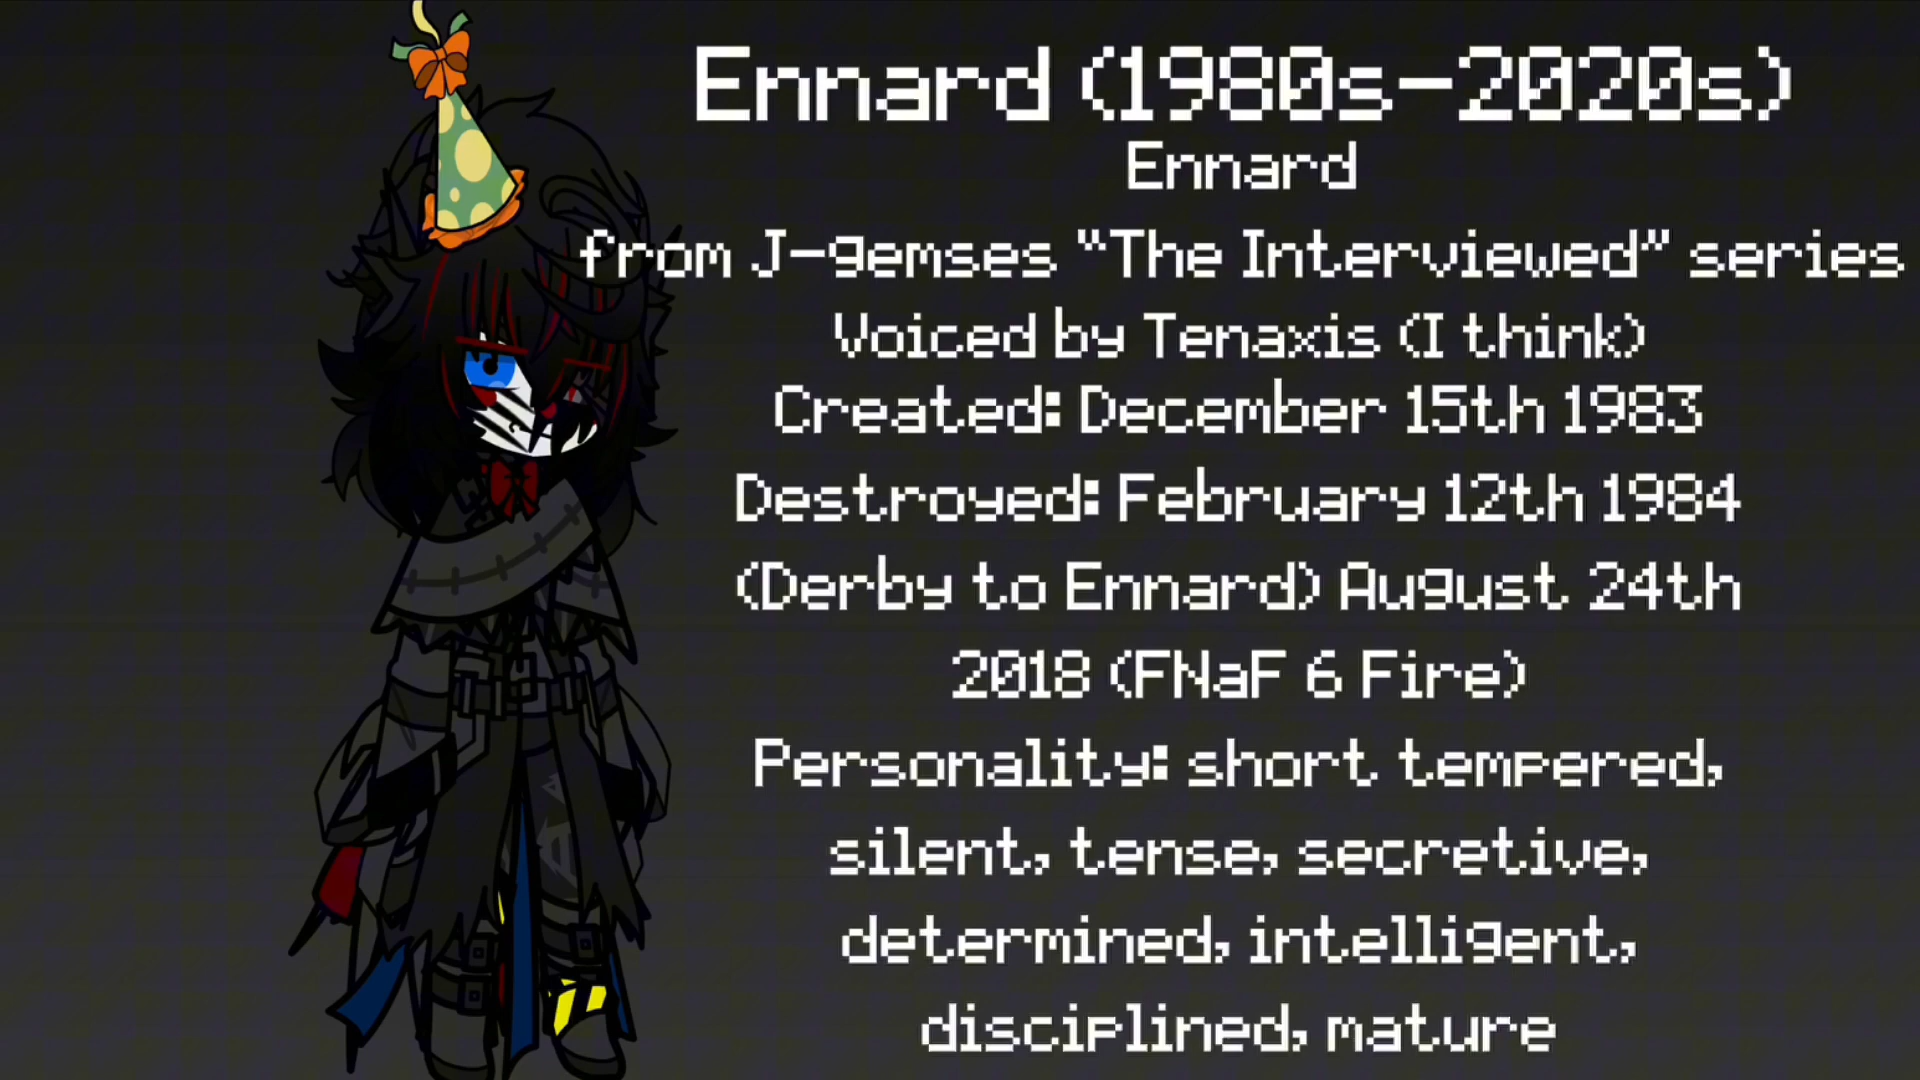 Ennard (1980s-2020s)
Ennard
from J-gemses "The Interviewed" series
Voiced by Tenaxis (I think)
Created: December 15th 1983
Destroyed: February 12th 1984
(Derby to Ennard) August 24th
2018 (FNaF 6 Fire)
Personality: short tempered,
silent, tense, secretive,
determined, intelligent,
disciplined, mature